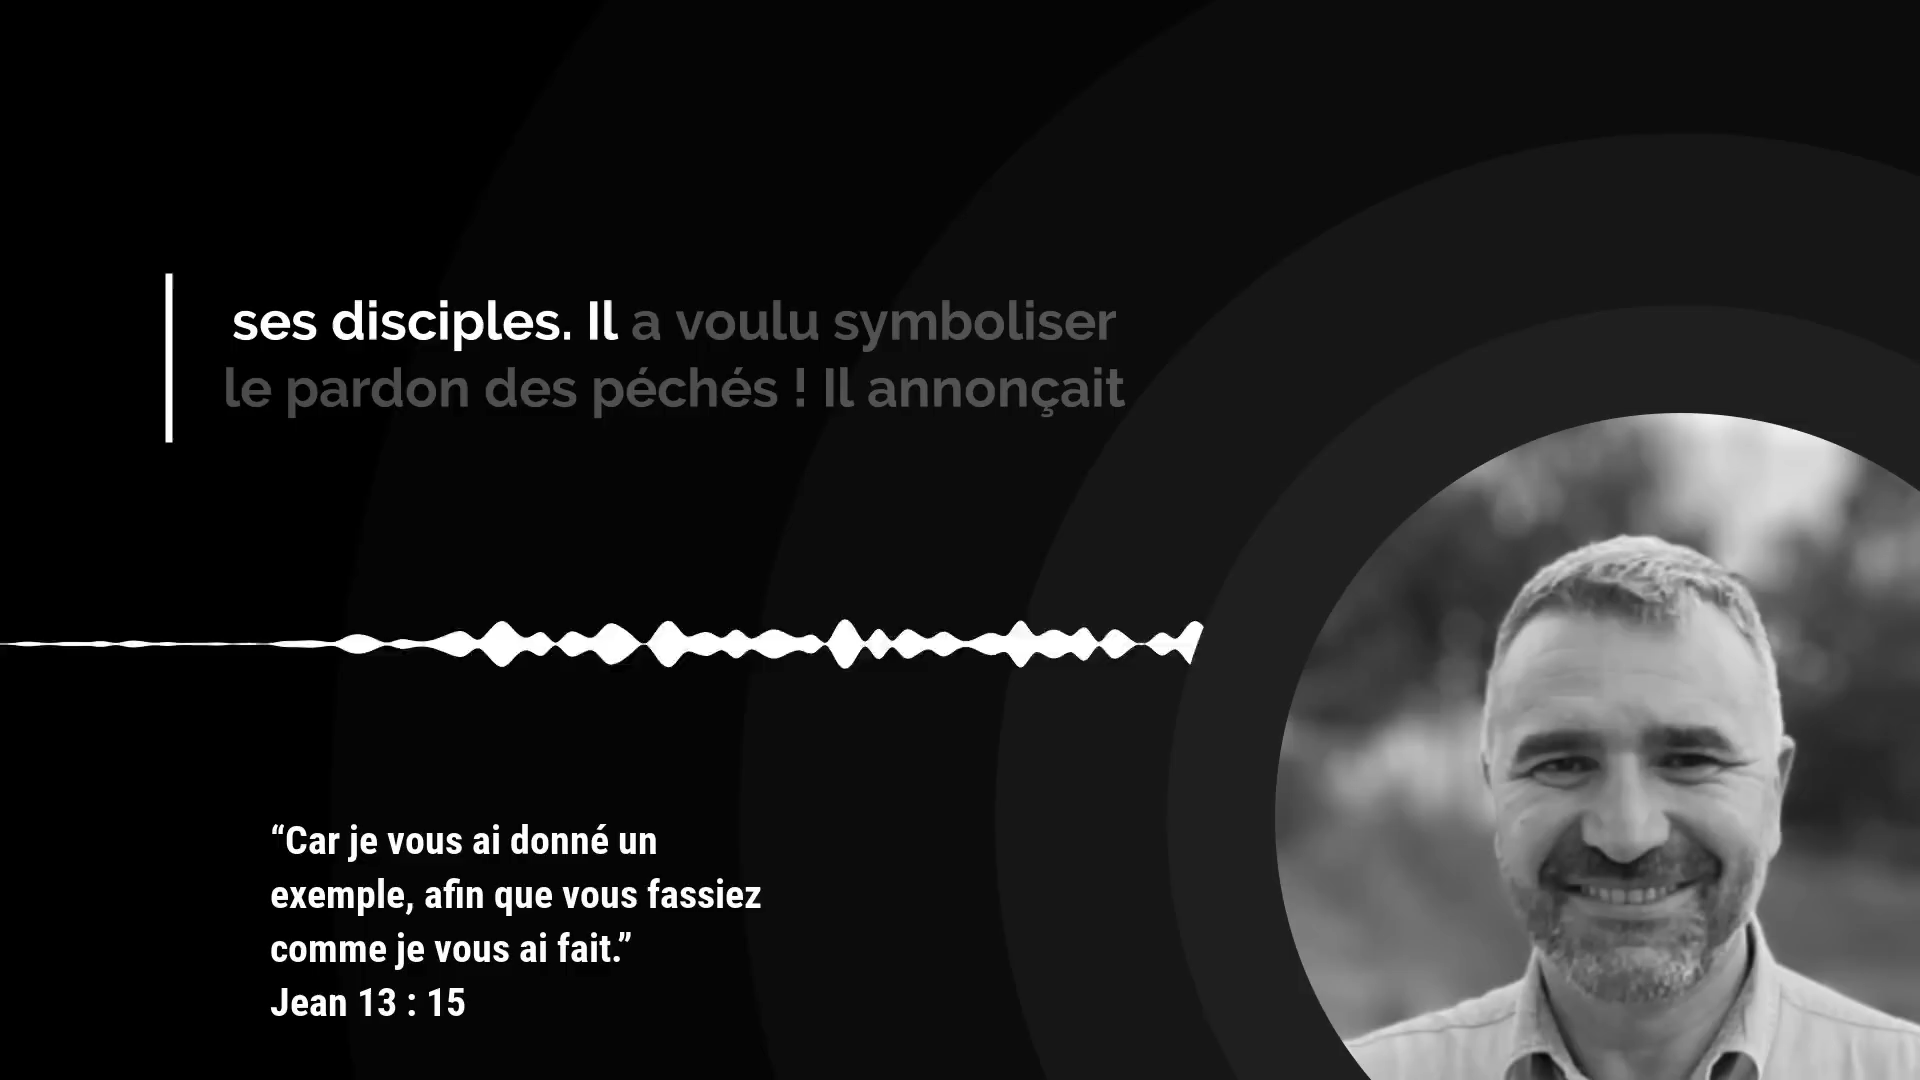 ses disciples. Il a voulu symboliser
le pardon des péchés ! Il annonçait
“Car je vous ai donné un
exemple, afin que vous fassiez
comme je vous ai fait.”
Jean 13 : 15